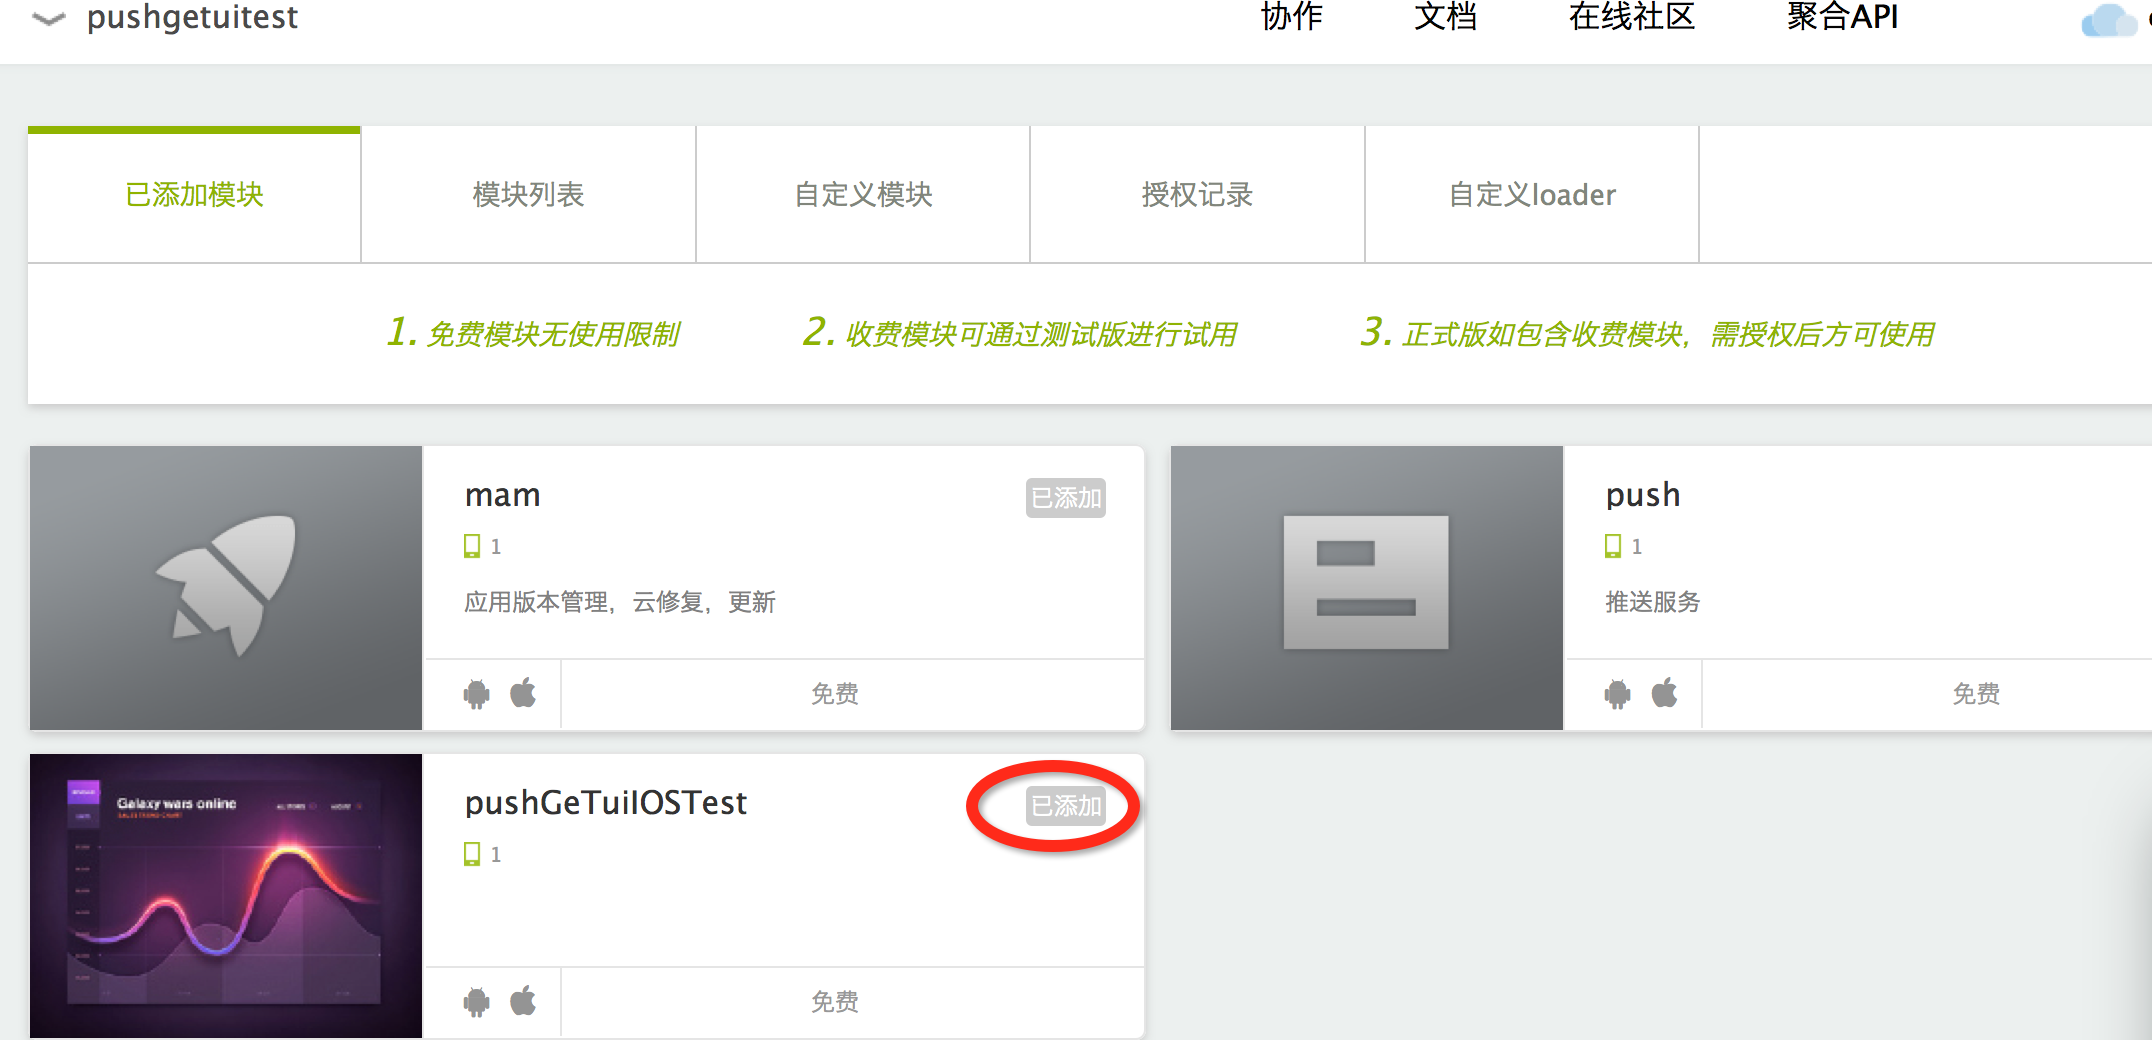 pushgetuitest
协作
文档
在线社区
聚合API
已添加模块
模块列表
自定义模块
授权记录
自定义loader
1. 免费模块无使用限制
2. 收费模块可通过测试版进行试用
3. 正式版如包含收费模块，需授权后方可使用
mam
已添加
1
应用版本管理，云修复，更新
免费
push
1
推送服务
免费
Galaxy wars online
pushGeTuiIOSTest
已添加
1
免费